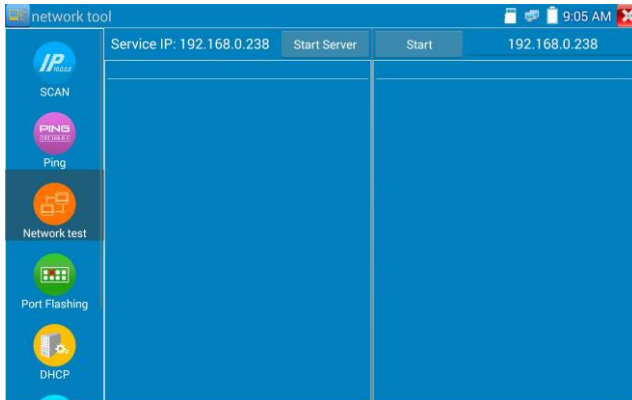 network tool
9:05 AM
Service IP: 192.168.0.238
Start Server
Start
192.168.0.238
IP
SCAN
PING
Ping
Network test
Port Flashing
DHCP